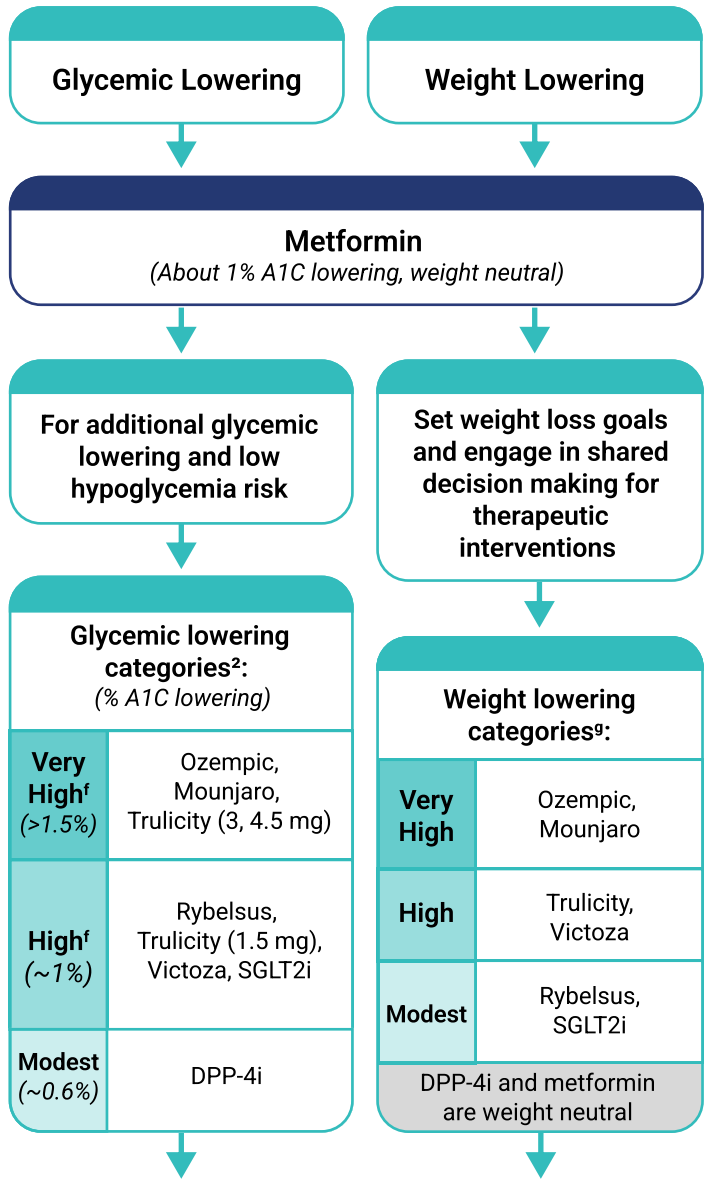 Glycemic Lowering
Weight Lowering
Metformin
(About 1% A1C lowering, weight neutral)
For additional glycemic
lowering and low
hypoglycemia risk
Set weight loss goals
and engage in shared
decision making for
therapeutic
interventions
Glycemic lowering
categories²:
(% A1C lowering)
Very
Highᶠ
(>1.5%)
Ozempic,
Mounjaro,
Trulicity (3, 4.5 mg)
Highᶠ
(~1%)
Rybelsus,
Trulicity (1.5 mg),
Victoza, SGLT2i
Modest
(~0.6%)
DPP-4i
Weight lowering
categoriesᵍ:
Very
High
Ozempic,
Mounjaro
High
Trulicity,
Victoza
Modest
Rybelsus,
SGLT2i
DPP-4i and metformin
are weight neutral